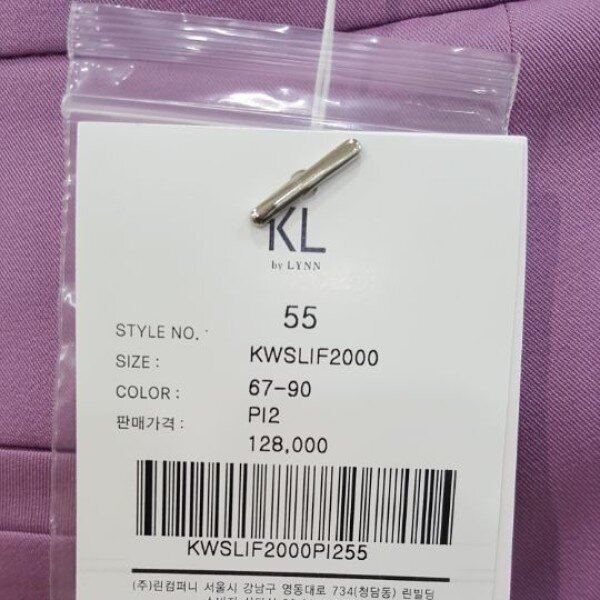 KL
by LYNN
55
STYLE NO. : KWSLIF2000
SIZE : 67-90
COLOR : PI2
판매가격 : 128,000
KWSLIF2000PI255
(주)린컴퍼니 서울시 강남구 영동대로 734(청담동) 린빌딩